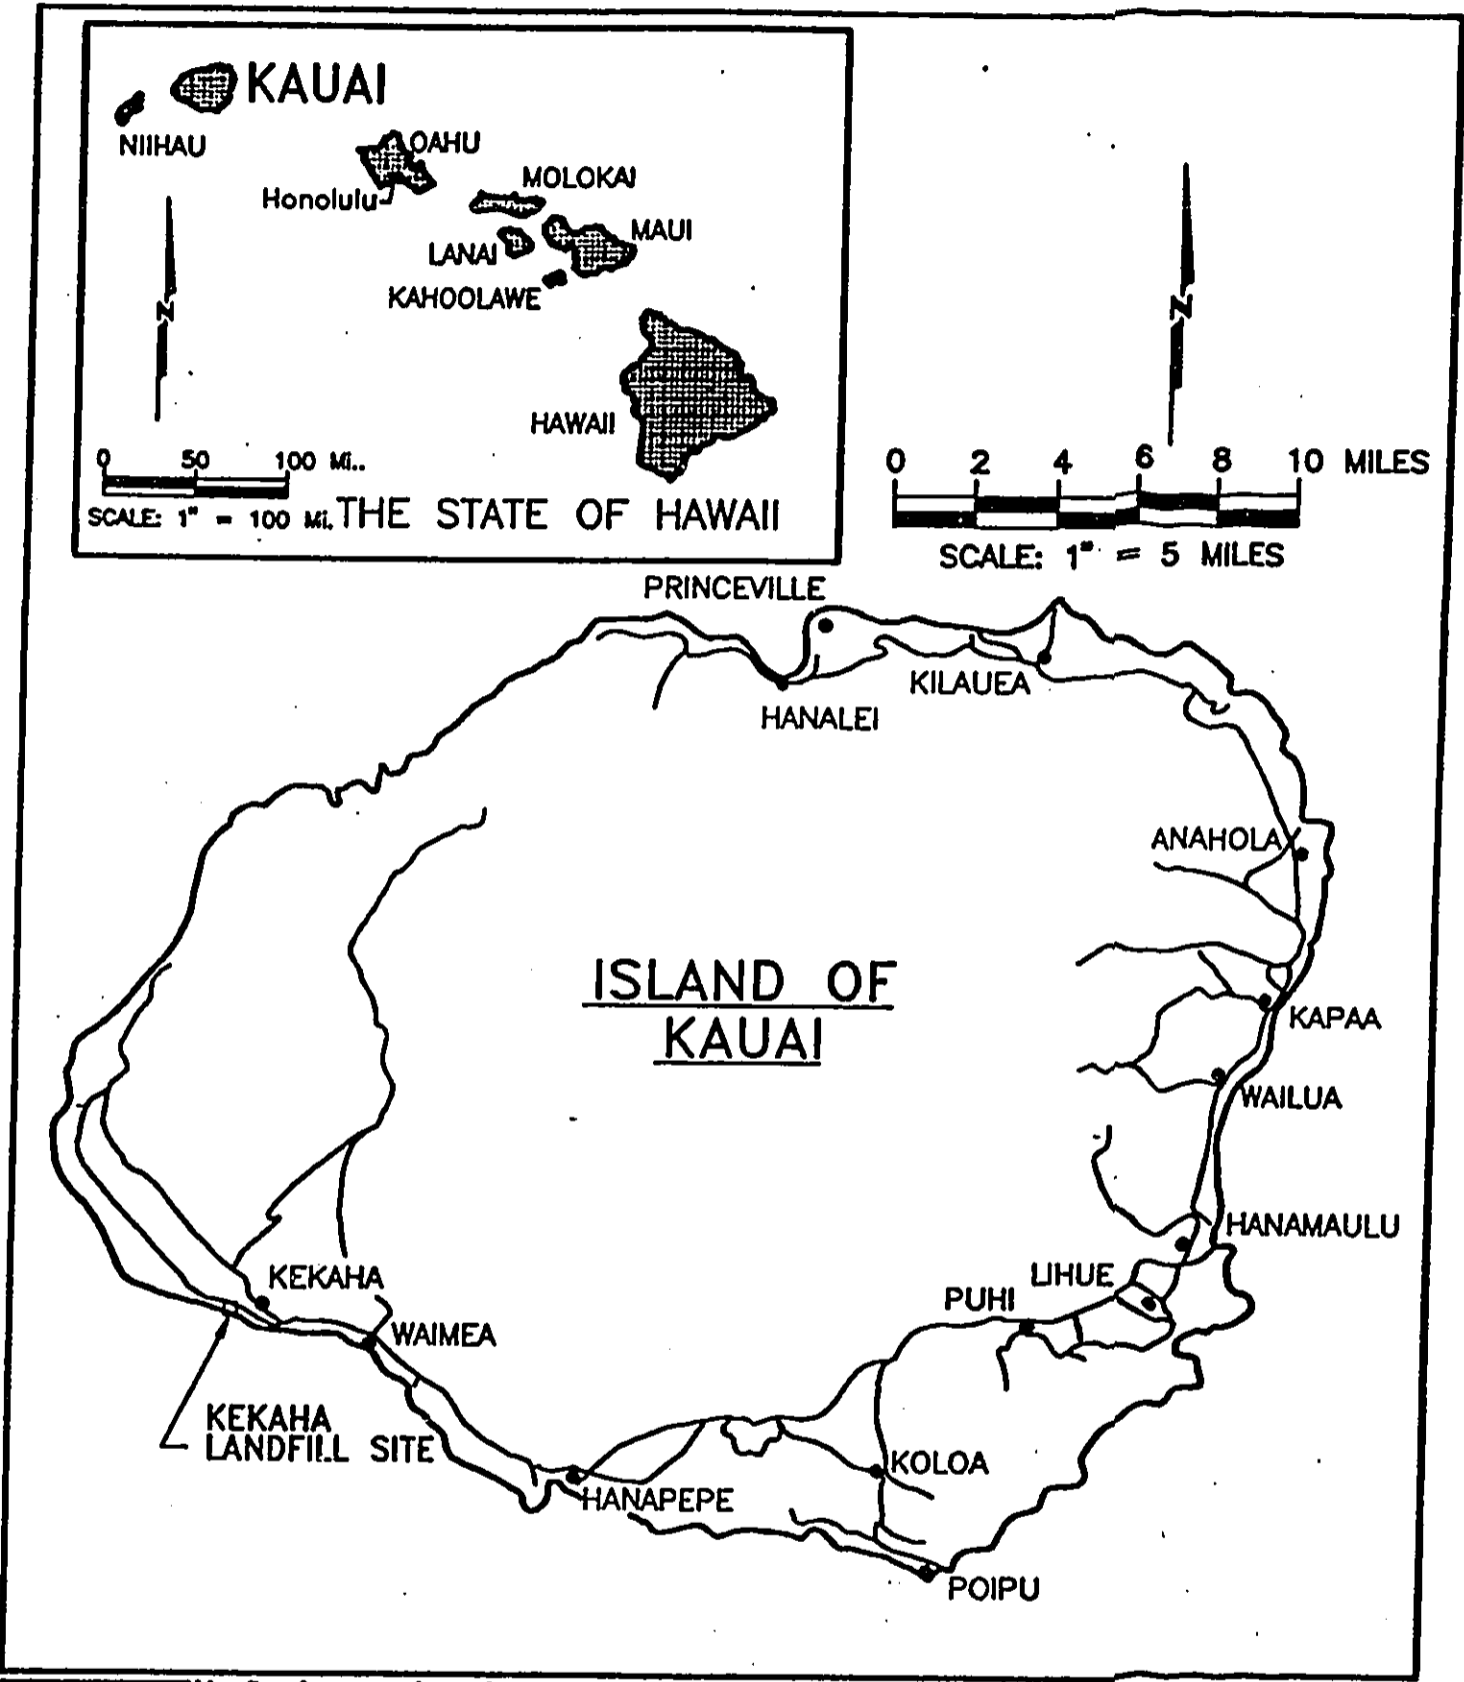 KAUAI
NIIHAU
OAHU
Honolulu
MOLOKAI
MAUI
LANAI
KAHOOLAWE
HAWAII
N
0 50 100 Mi..
SCALE: 1" = 100 Mi.
THE STATE OF HAWAII
N
0 2 4 6 8 10 MILES
SCALE: 1" = 5 MILES
PRINCEVILLE
KILAUEA
HANALEI
ANAHOLA
ISLAND OF
KAUAI
KAPAA
WAILUA
HANAMAULU
LIHUE
PUHI
KEKAHA
WAIMEA
KEKAHA
LANDFILL SITE
KOLOA
HANAPEPE
POIPU